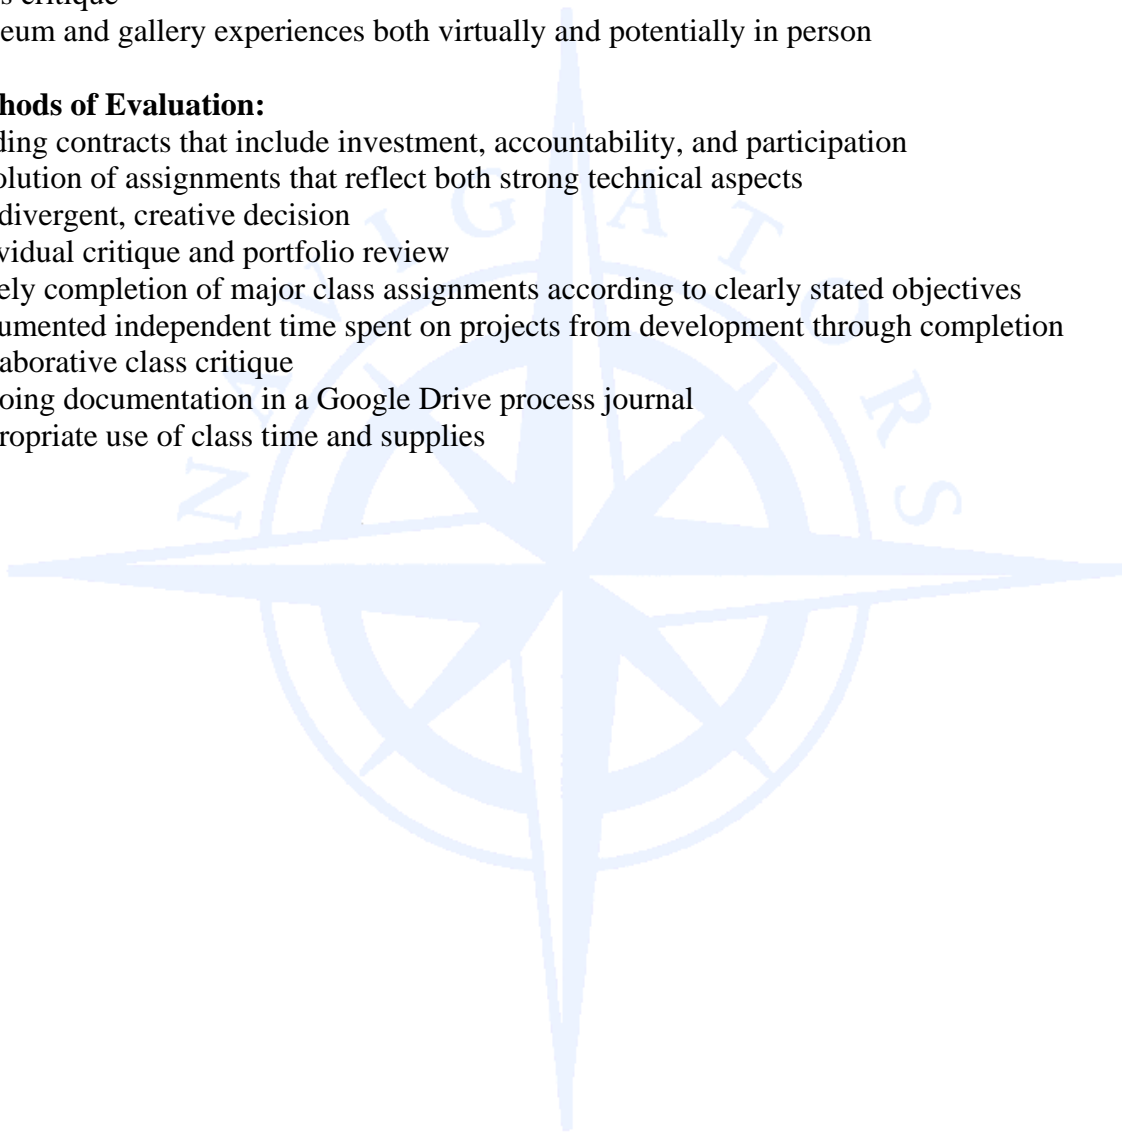 s critique
eum and gallery experiences both virtually and potentially in person
hods of Evaluation:
ding contracts that include investment, accountability, and participation
olution of assignments that reflect both strong technical aspects
divergent, creative decision
vidual critique and portfolio review
ely completion of major class assignments according to clearly stated objectives
umented independent time spent on projects from development through completion
aborative class critique
oing documentation in a Google Drive process journal
ropriate use of class time and supplies
NAVIGATORS